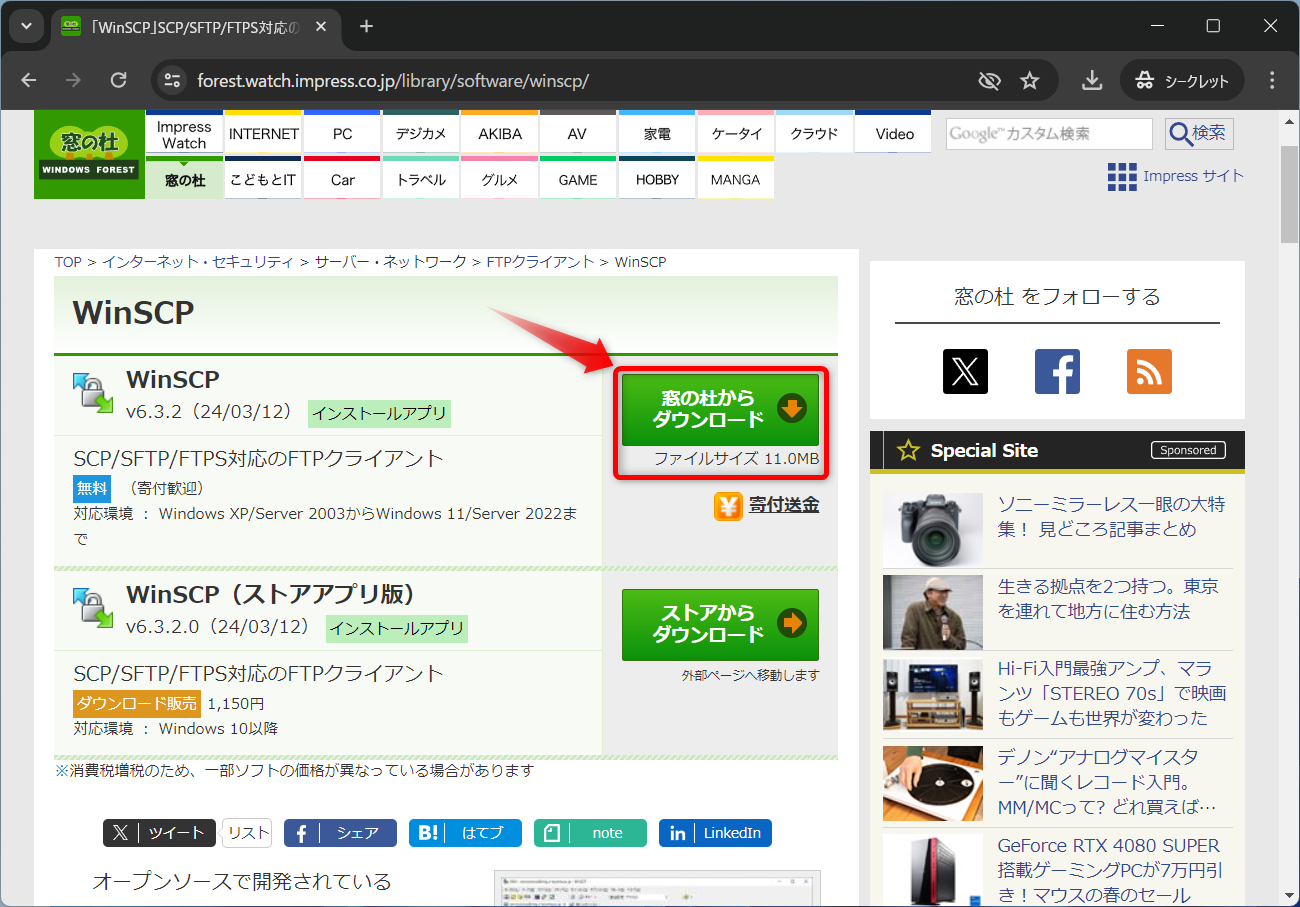 「WinSCP」SCP/SFTP/FTPS対応の
forest.watch.impress.co.jp/library/software/winscp/
シークレット
窓の杜
WINDOWS FOREST
Impress Watch
INTERNET
PC
デジカメ
AKIBA
AV
家電
ケータイ
クラウド
Video
Google™ カスタム検索
検索
窓の杜
こどもとIT
Car
トラベル
グルメ
GAME
HOBBY
MANGA
Impress サイト
TOP > インターネット・セキュリティ > サーバー・ネットワーク > FTPクライアント > WinSCP
WinSCP
WinSCP
v6.3.2（24/03/12） インストールアプリ
窓の杜から
ダウンロード
ファイルサイズ 11.0MB
SCP/SFTP/FTPS対応のFTPクライアント
無料 （寄付歓迎）
寄付送金
対応環境 ： Windows XP/Server 2003からWindows 11/Server 2022ま
で
WinSCP（ストアアプリ版）
v6.3.2.0（24/03/12） インストールアプリ
ストアから
ダウンロード
外部ページへ移動します
SCP/SFTP/FTPS対応のFTPクライアント
ダウンロード販売 1,150円
対応環境 ： Windows 10以降
※消費税増税のため、一部ソフトの価格が異なっている場合があります
ツイート
リスト
シェア
B! はてブ
note
in LinkedIn
オープンソースで開発されている
窓の杜 をフォローする
Special Site
Sponsored
ソニーミラーレス一眼の大特
集！ 見どころ記事まとめ
生きる拠点を2つ持つ。東京
を連れて地方に住む方法
Hi-Fi入門最強アンプ、マラ
ンツ「STEREO 70s」で映画
もゲームも世界が変わった
デノン“アナログマイスタ
ー”に聞くレコード入門。
MM/MCって? どれ買えば…
GeForce RTX 4080 SUPER
搭載ゲーミングPCが7万円引
き！マウスの春のセール